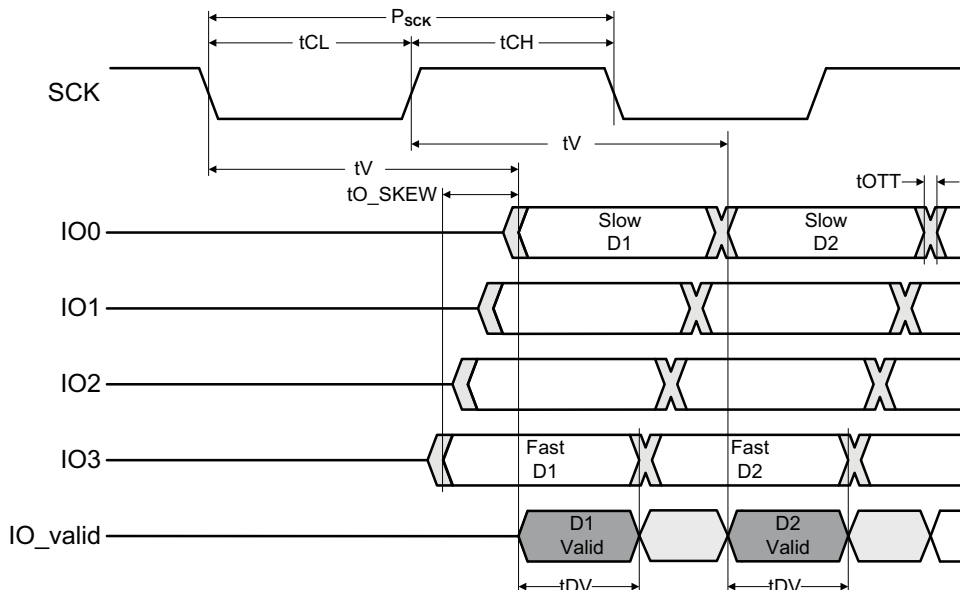 PSCK
tCL
tCH
SCK
tV
tV
tO_SKEW
tOTT
IO0
Slow
D1
Slow
D2
IO1
IO2
IO3
Fast
D1
Fast
D2
IO_valid
D1
Valid
D2
Valid
tDV
tDV